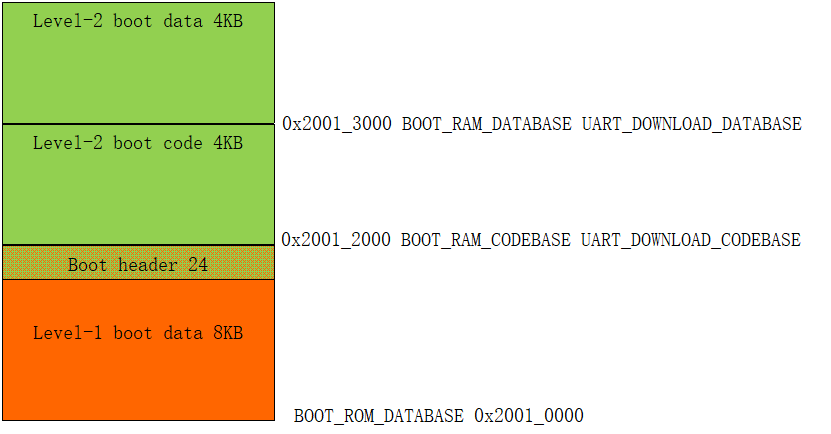 Level-2 boot data 4KB
0x2001_3000 BOOT_RAM_DATABASE UART_DOWNLOAD_DATABASE
Level-2 boot code 4KB
0x2001_2000 BOOT_RAM_CODEBASE UART_DOWNLOAD_CODEBASE
Boot header 24
Level-1 boot data 8KB
BOOT_ROM_DATABASE 0x2001_0000